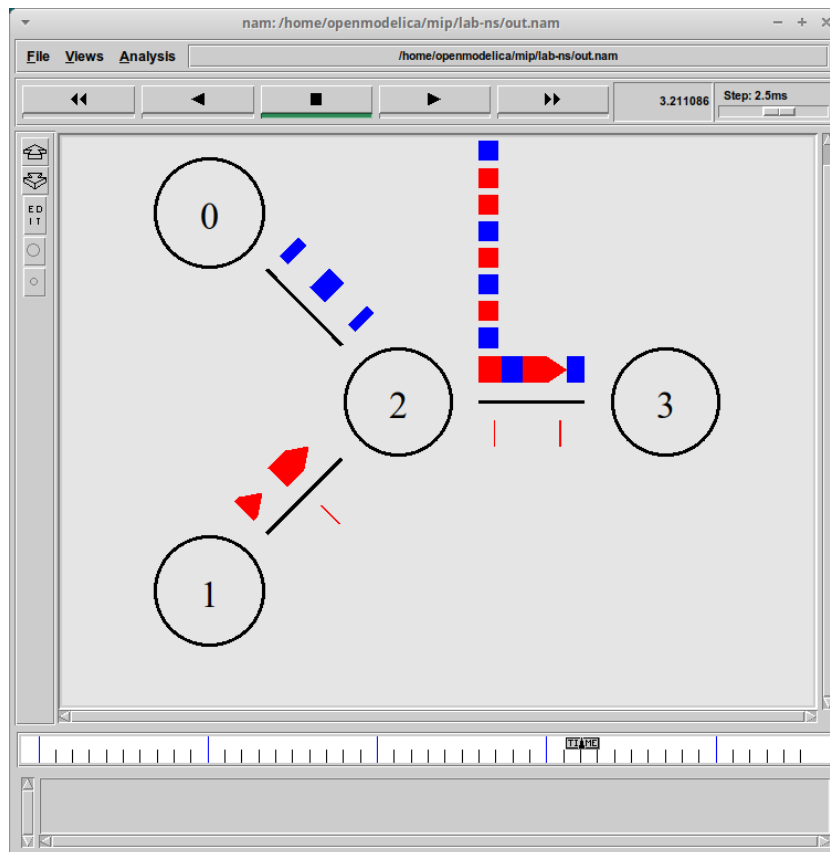 nam: /home/openmodelica/mip/lab-ns/out.nam
File Views Analysis /home/openmodelica/mip/lab-ns/out.nam
3.211086 Step: 2.5ms
E D
I T
0
2
3
1
TIME